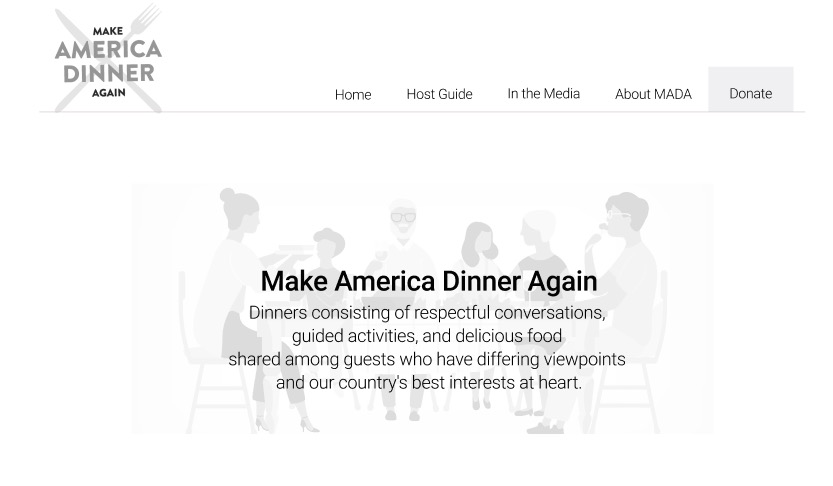 MAKE
AMERICA
DINNER
AGAIN
Home Host Guide In the Media About MADA Donate
Make America Dinner Again
Dinners consisting of respectful conversations,
guided activities, and delicious food
shared among guests who have differing viewpoints
and our country's best interests at heart.